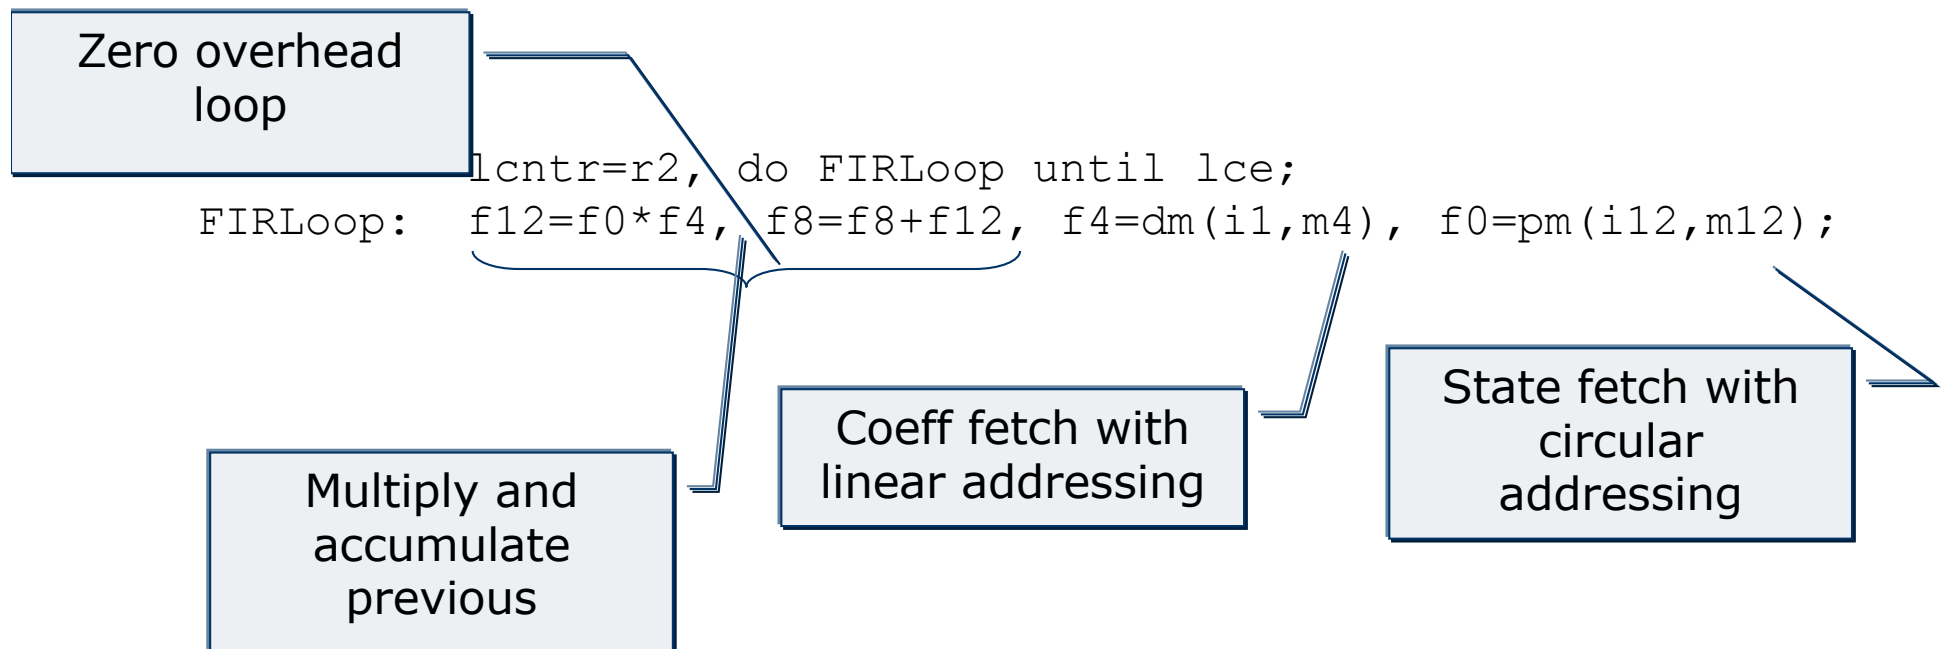 Zero overhead
loop
lcntr=r2, do FIRLoop until lce;
FIRLoop: f12=f0*f4, f8=f8+f12, f4=dm(i1,m4), f0=pm(i12,m12);
Multiply and
accumulate
previous
Coeff fetch with
linear addressing
State fetch with
circular
addressing